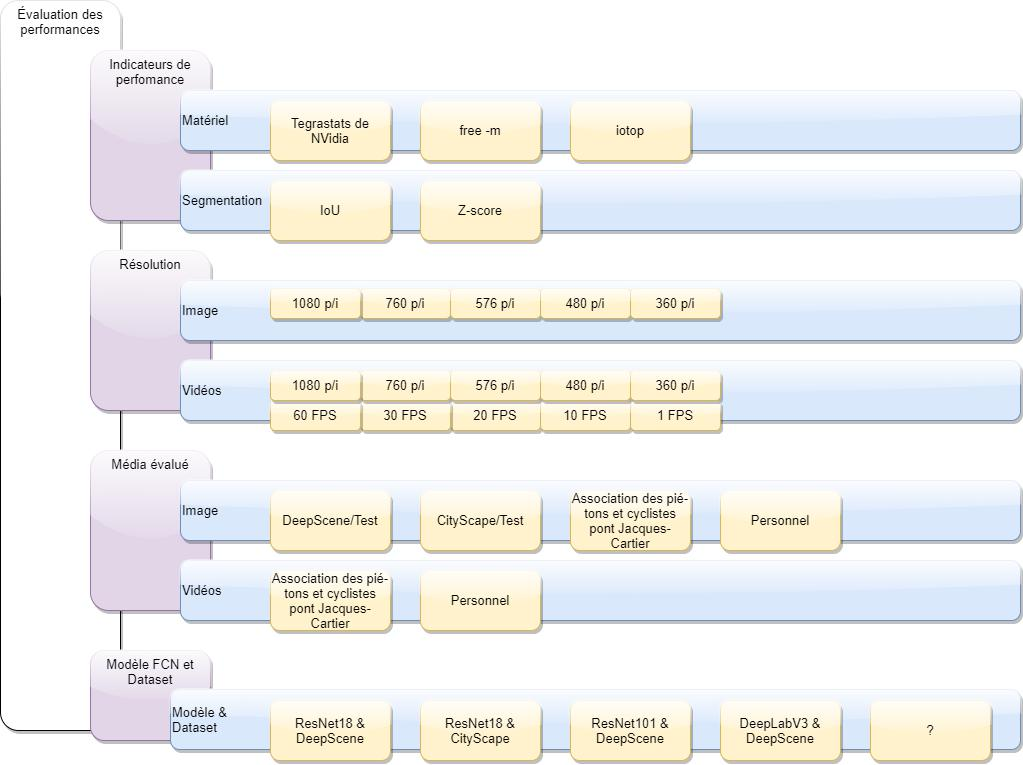 Évaluation des
performances
Indicateurs de
perfomance
Matériel
Tegrastats de
NVidia
free -m
iotop
Segmentation
IoU
Z-score
Résolution
Image
1080 p/i
760 p/i
576 p/i
480 p/i
360 p/i
Vidéos
1080 p/i
760 p/i
576 p/i
480 p/i
360 p/i
60 FPS
30 FPS
20 FPS
10 FPS
1 FPS
Média évalué
Image
DeepScene/Test
CityScape/Test
Association des pié-
tons et cyclistes
pont Jacques-
Cartier
Personnel
Vidéos
Association des pié-
tons et cyclistes
pont Jacques-
Cartier
Personnel
Modèle FCN et
Dataset
Modèle &
Dataset
ResNet18 &
DeepScene
ResNet18 &
CityScape
ResNet101 &
DeepScene
DeepLabV3 &
DeepScene
?